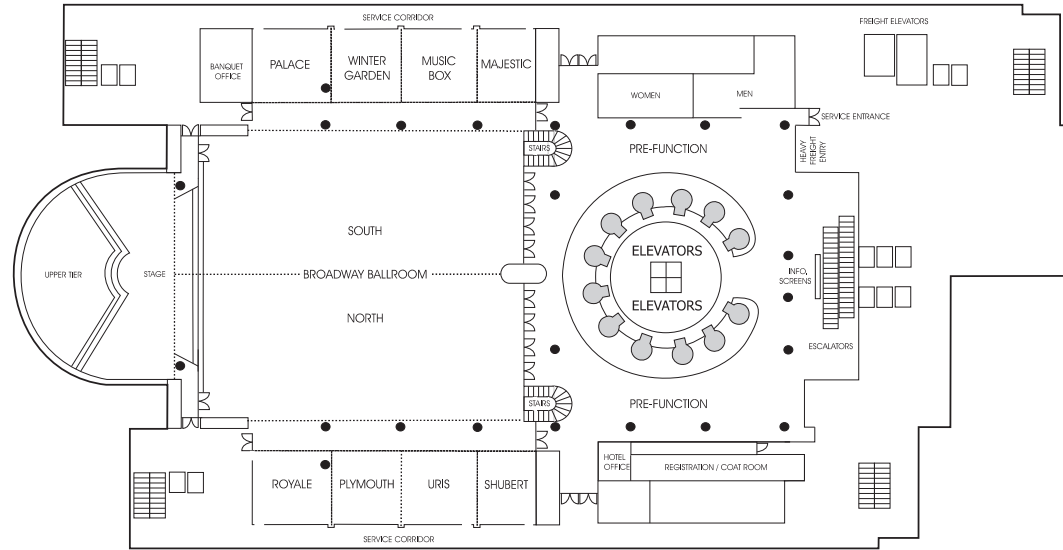 SERVICE CORRIDOR
FREIGHT ELEVATORS
BANQUET
OFFICE
PALACE
WINTER
GARDEN
MUSIC
BOX
MAJESTIC
WOMEN
MEN
SERVICE ENTRANCE
STAIRS
PRE-FUNCTION
HEAVY
FREIGHT
ENTRY
SOUTH
ELEVATORS
UPPER TIER
STAGE
BROADWAY BALLROOM
INFO,
SCREENS
ELEVATORS
NORTH
ESCALATORS
STAIRS
PRE-FUNCTION
HOTEL
OFFICE
REGISTRATION / COAT ROOM
ROYALE
PLYMOUTH
URIS
SHUBERT
SERVICE CORRIDOR